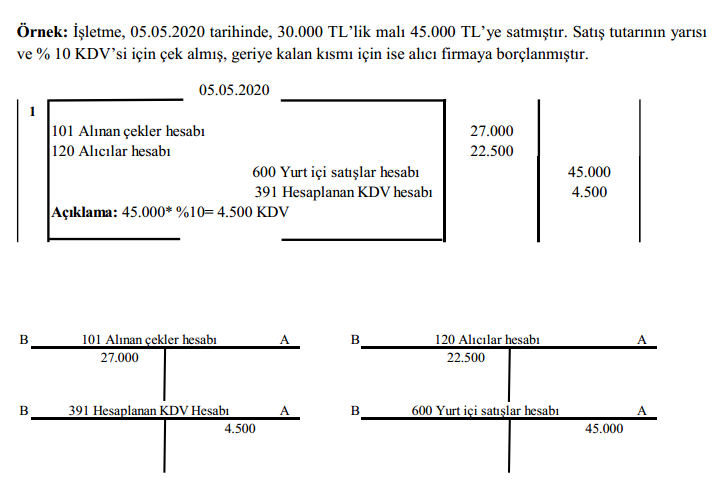 Örnek: İşletme, 05.05.2020 tarihinde, 30.000 TL’lik malı 45.000 TL’ye satmıştır. Satış tutarının yarısı
ve % 10 KDV’si için çek almış, geriye kalan kısmı için ise alıcı firmaya borçlanmıştır.
05.05.2020
1
101 Alınan çekler hesabı 27.000
120 Alıcılar hesabı 22.500
600 Yurt içi satışlar hesabı 45.000
391 Hesaplanan KDV hesabı 4.500
Açıklama: 45.000* %10= 4.500 KDV
B 101 Alınan çekler hesabı A
27.000
B 120 Alıcılar hesabı A
22.500
B 391 Hesaplanan KDV Hesabı A
4.500
B 600 Yurt içi satışlar hesabı A
45.000